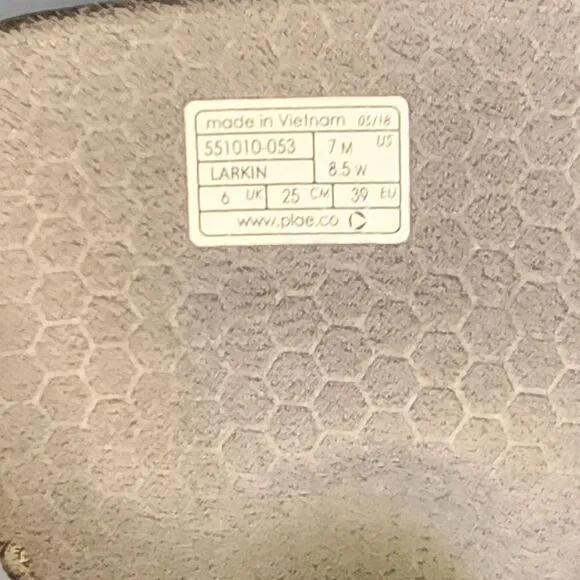 made in Vietnam 05/18
551010-053 7 M US
LARKIN 8.5 W
6 UK 25 CM 39 EU
www.plae.co